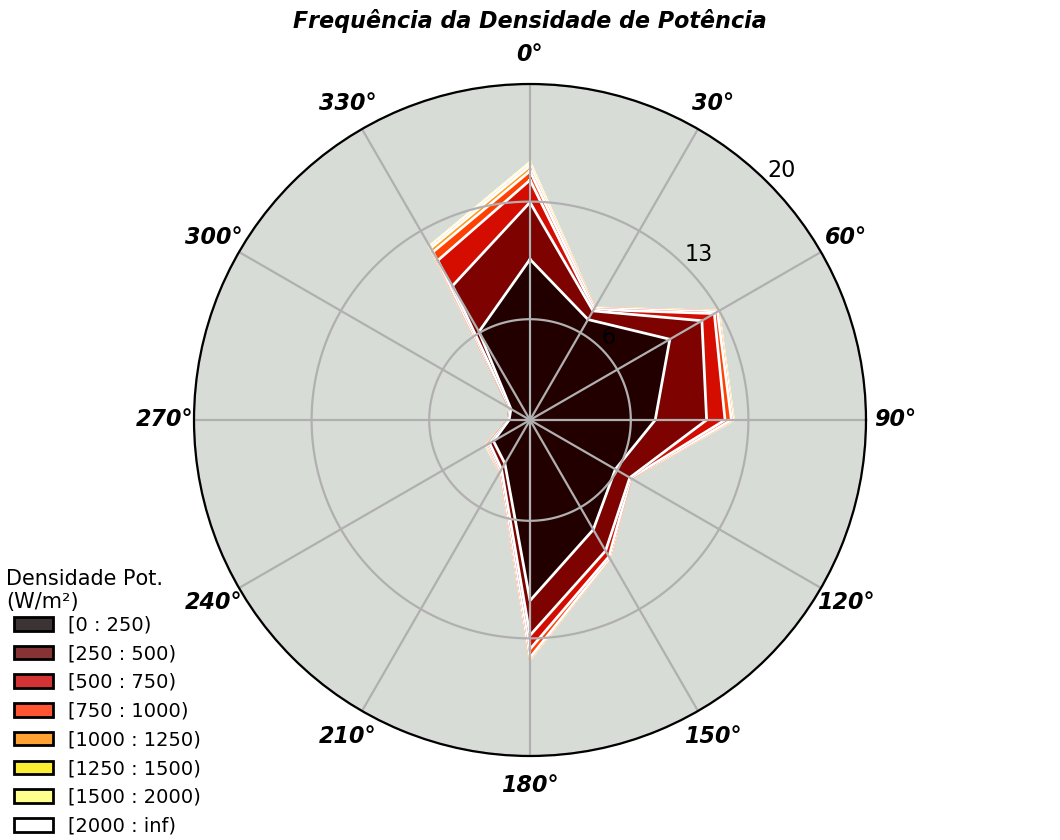 Frequência da Densidade de Potência
0°
330°
30°
20
300°
60°
13
6
270°
90°
240°
120°
210°
150°
180°
Densidade Pot.
(W/m²)
[0 : 250)
[250 : 500)
[500 : 750)
[750 : 1000)
[1000 : 1250)
[1250 : 1500)
[1500 : 2000)
[2000 : inf)